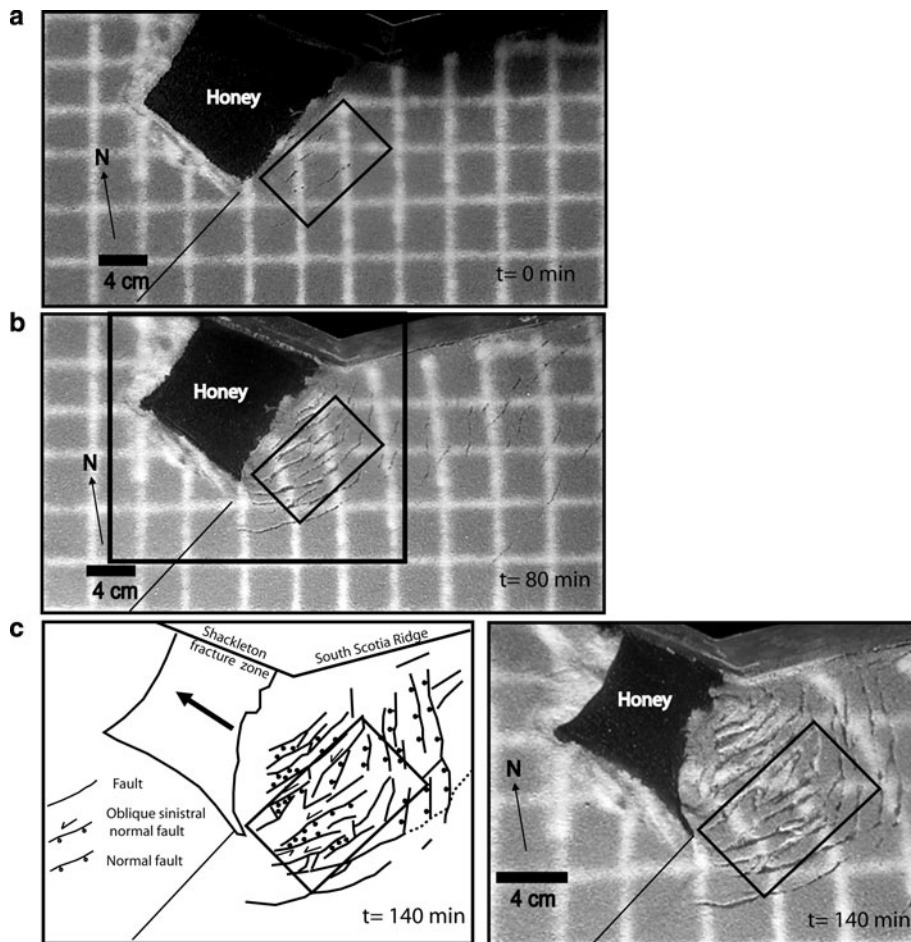 a
Honey
N
4 cm
t= 0 min
b
Honey
N
4 cm
t= 80 min
c
Shackleton
fracture zone
South Scotia Ridge
Fault
Oblique sinistral
normal fault
Normal fault
t= 140 min
Honey
N
4 cm
t= 140 min